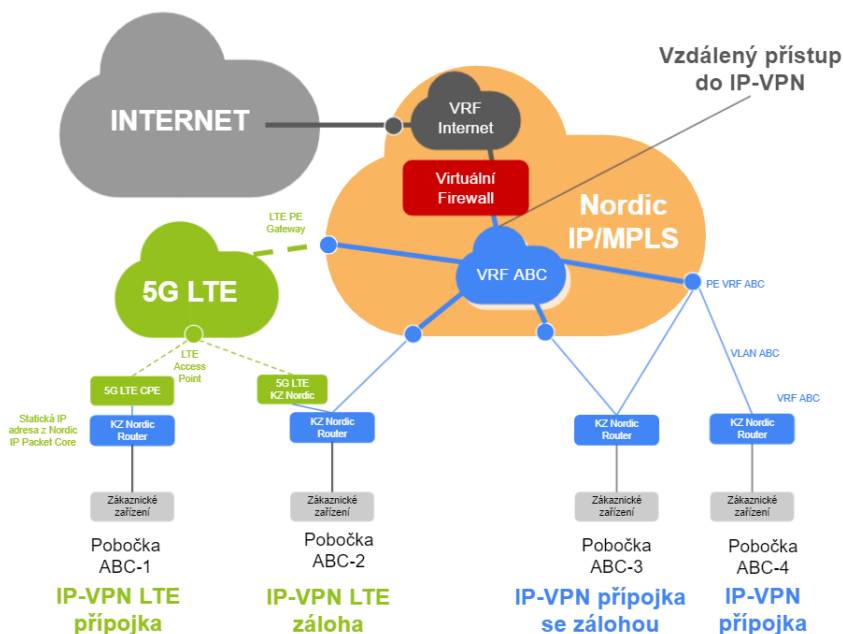 Vzdálený přístup
do IP-VPN
INTERNET
VRF
Internet
Virtuální
Firewall
Nordic
IP/MPLS
LTE PE
Gateway
5G LTE
VRF ABC
PE VRF ABC
LTE
Access
Point
VLAN ABC
5G LTE CPE
5G LTE
KZ Nordic
VRF ABC
Statická IP
adresa z Nordic
IP Packet Core
KZ Nordic
Router
KZ Nordic
Router
KZ Nordic
Router
KZ Nordic
Router
Zákaznické
zařízení
Zákaznické
zařízení
Zákaznické
zařízení
Zákaznické
zařízení
Pobočka
ABC-1
Pobočka
ABC-2
Pobočka
ABC-3
Pobočka
ABC-4
IP-VPN LTE
přípojka
IP-VPN LTE
záloha
IP-VPN přípojka
se zálohou
IP-VPN
přípojka